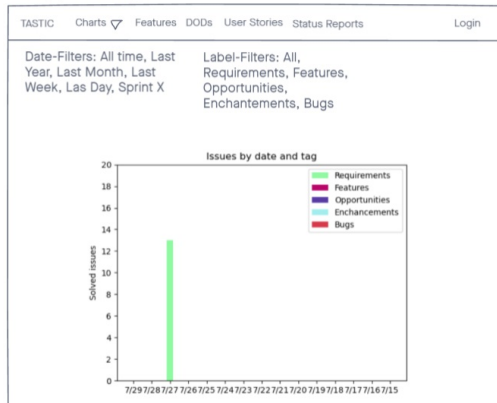 TASTIC Charts Features DODs User Stories Status Reports Login
Date-Filters: All time, Last
Year, Last Month, Last
Week, Las Day, Sprint X
Label-Filters: All,
Requirements, Features,
Opportunities,
Enchantements, Bugs
Issues by date and tag
Requirements
Features
Opportunities
Enchancements
Bugs
Solved issues
20
18
16
14
12
10
8
6
4
2
0
7/29 7/28 7/27 7/26 7/25 7/24 7/23 7/22 7/21 7/20 7/19 7/18 7/17 7/16 7/15